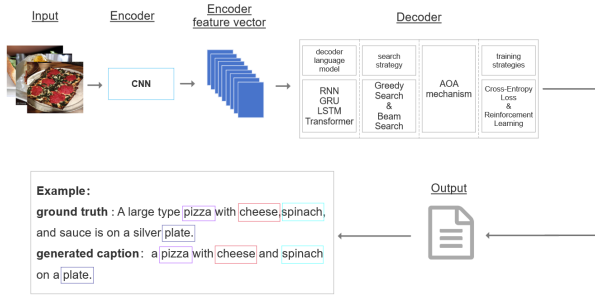 Input
Encoder
Encoder
feature vector
Decoder
CNN
decoder
language
model
search
strategy
AOA
mechanism
training
strategies
RNN
GRU
LSTM
Transformer
Greedy
Search
&
Beam
Search
Cross-Entropy
Loss
&
Reinforcement
Learning
Output
Example:
ground truth : A large type pizza with cheese,spinach,
and sauce is on a silver plate.
generated caption: a pizza with cheese and spinach
on a plate.